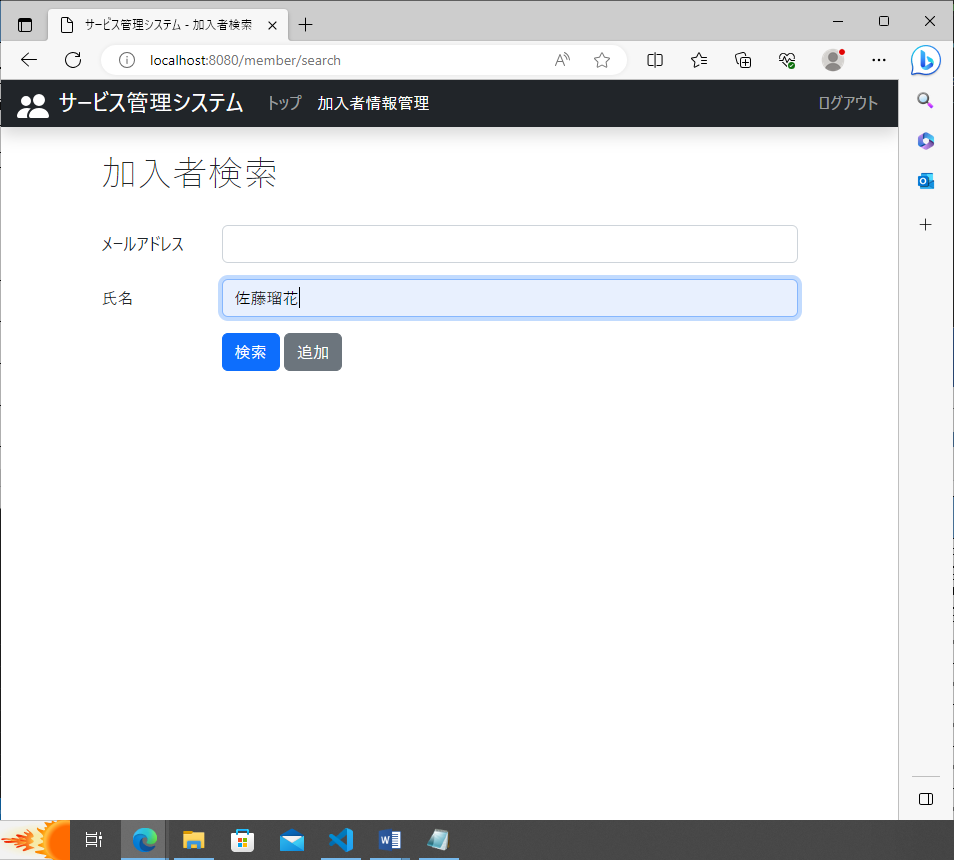 サービス管理システム - 加入者検索
localhost:8080/member/search
サービス管理システム トップ 加入者情報管理 ログアウト
加入者検索
メールアドレス
氏名 佐藤瑠花
検索 追加